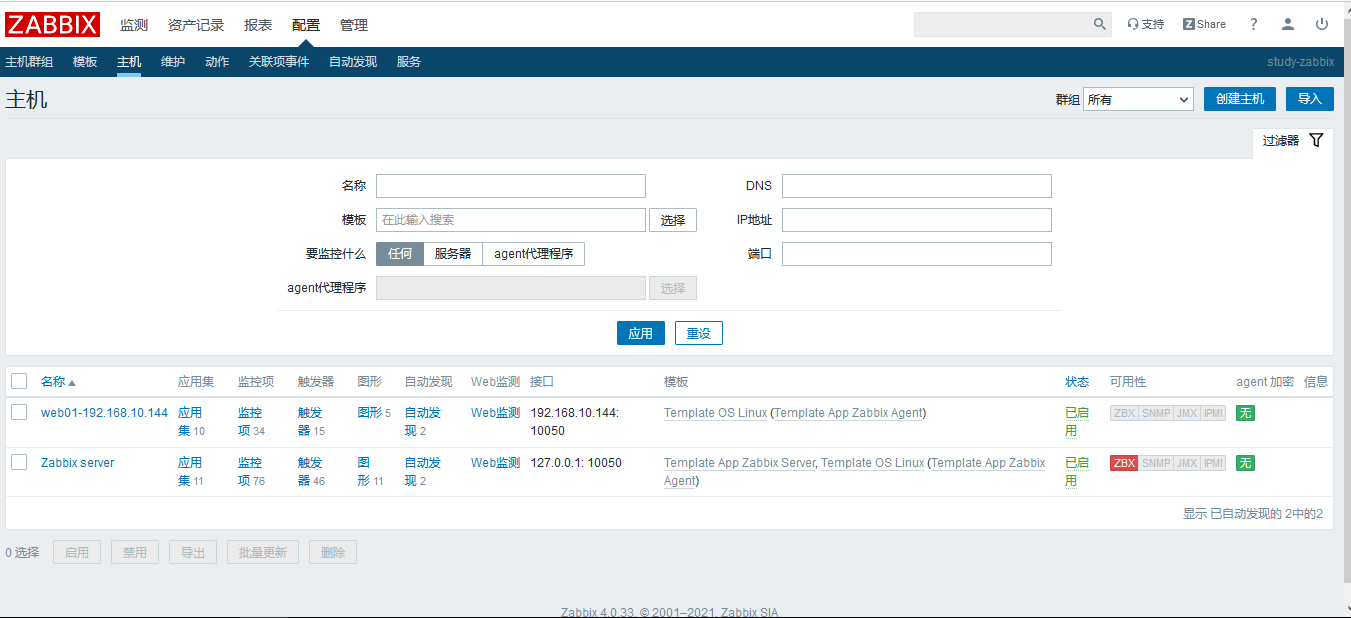 ZABBIX 监测 资产记录 报表 配置 管理 支持 Z Share ?
主机群组 模板 主机 维护 动作 关联项事件 自动发现 服务 study-zabbix
主机 群组 所有 创建主机 导入
过滤器
名称 DNS
模板 在此输入搜索 选择 IP地址
要监控什么 任何 服务器 agent代理程序 端口
agent代理程序 选择
应用 重设
名称 应用集 监控项 触发器 图形 自动发现 Web监测 接口 模板 状态 可用性 agent 加密 信息
web01-192.168.10.144 应用 监控 触发 图形 5 自动发 Web监测 192.168.10.144: Template OS Linux (Template App Zabbix Agent) 已启 ZBX SNMP JMX IPMI 无
集 10 项 34 器 15 现 2 10050 用
Zabbix server 应用 监控 触发 图 自动发 Web监测 127.0.0.1: 10050 Template App Zabbix Server, Template OS Linux (Template App Zabbix 已启 ZBX SNMP JMX IPMI 无
集 11 项 76 器 46 形 11 现 2 Agent) 用
显示 已自动发现的 2中的2
0 选择 启用 禁用 导出 批量更新 删除
Zabbix 4.0.33. © 2001–2021, Zabbix SIA